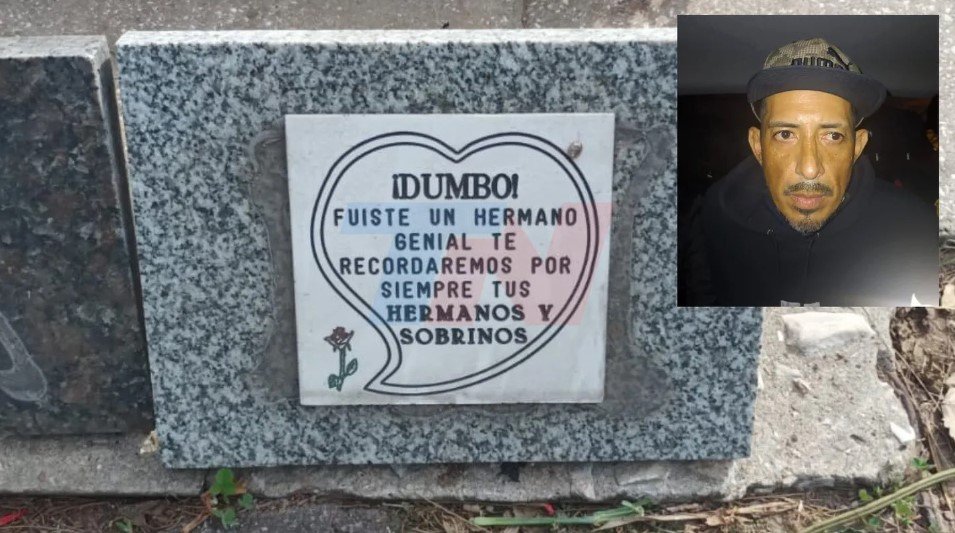 ¡DUMBO!
FUISTE UN HERMANO
GENIAL TE
RECORDAREMOS POR
SIEMPRE TUS
HERMANOS Y
SOBRINOS